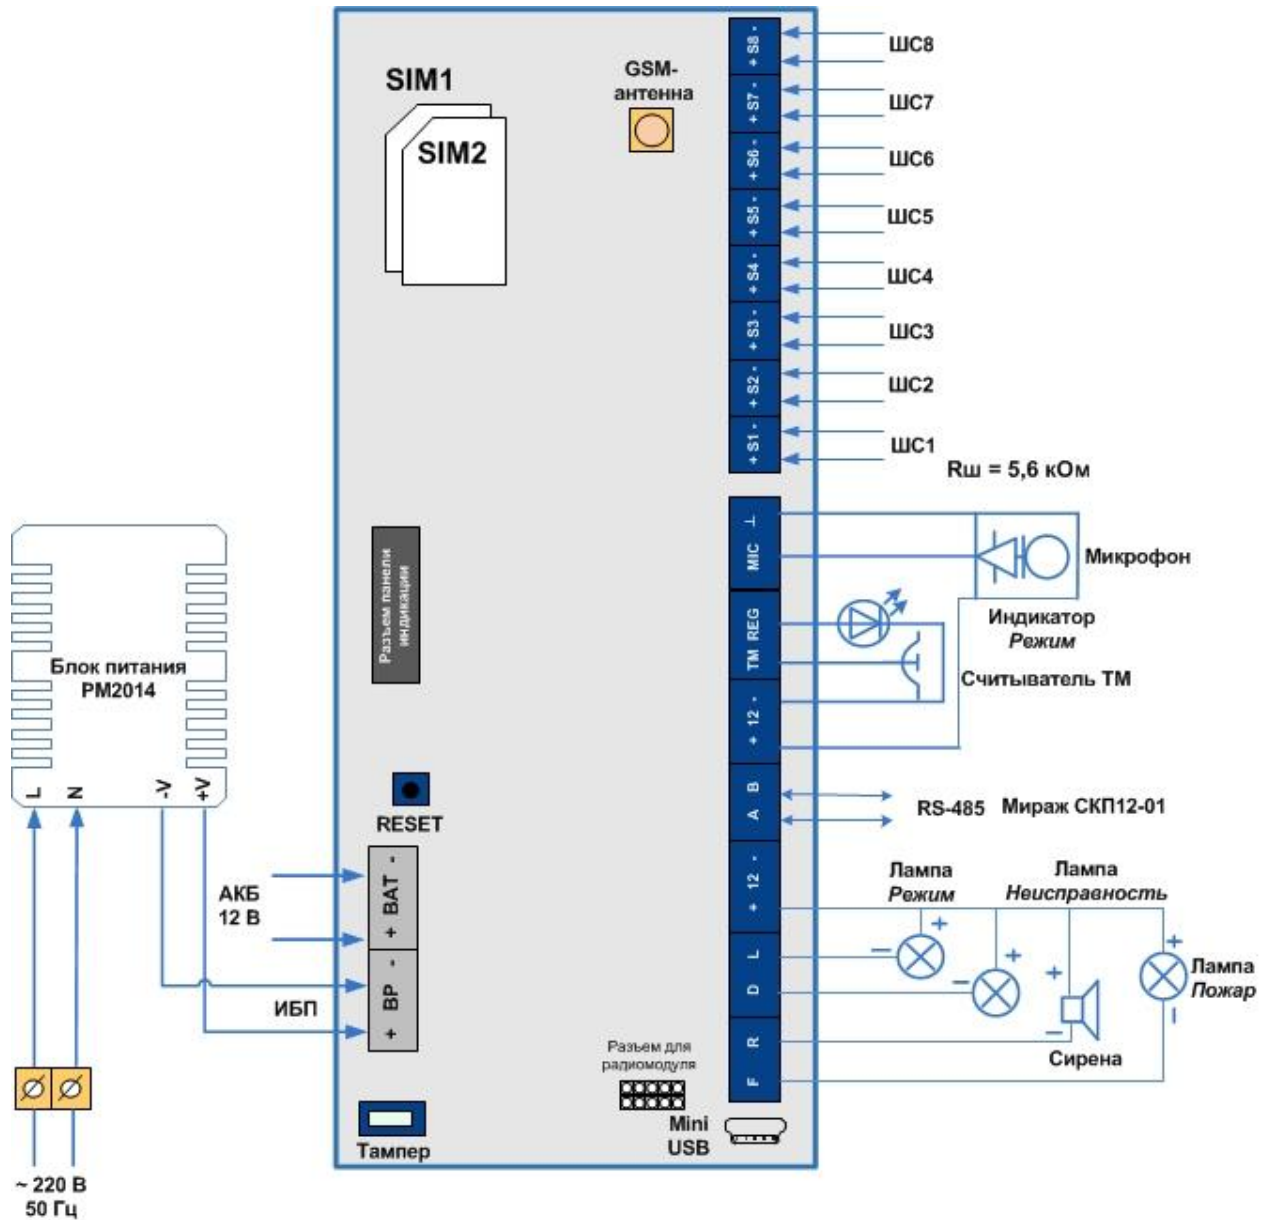 SIM1
SIM2
GSM-
антенна
+ S8 -
ШС8
+ S7 -
ШС7
+ S6 -
ШС6
+ S5 -
ШС5
+ S4 -
ШС4
+ S3 -
ШС3
+ S2 -
ШС2
+ S1 -
ШС1
Rш = 5,6 кОм
MIC ⊥
Микрофон
Разъем панели
индикации
TM REG
Индикатор
Режим
Считыватель ТМ
+ 12 -
Блок питания
PM2014
L
N
-V
+V
RESET
A B
RS-485 Мираж СКП12-01
+ BAT -
АКБ
12 В
+ 12 -
Лампа
Режим
Лампа
Неисправность
+
−
+
−
+
−
+
−
L
D
Лампа
Пожар
+ BP -
ИБП
R
F
Сирена
Разъем для
радиомодуля
Mini
USB
Тампер
~ 220 В
50 Гц